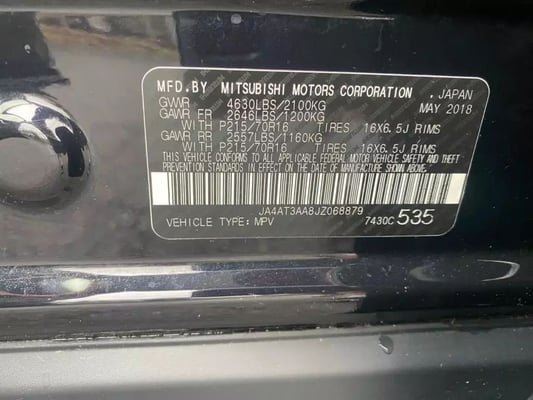 MFD.BY MITSUBISHI MOTORS CORPORATION, JAPAN
GVWR 4630LBS/2100KG MAY 2018
GAWR FR 2646LBS/1200KG
WITH P215/70R16 TIRES 16X6.5J RIMS
GAWR RR 2557LBS/1160KG
WITH P215/70R16 TIRES 16X6.5J RIMS
THIS VEHICLE CONFORMS TO ALL APPLICABLE FEDERAL MOTOR VEHICLE SAFETY AND THEFT
PREVENTION STANDARDS IN EFFECT ON THE DATE OF MANUFACTURE SHOWN ABOVE.
JA4AT3AA8JZ068879
VEHICLE TYPE: MPV 7430C 535